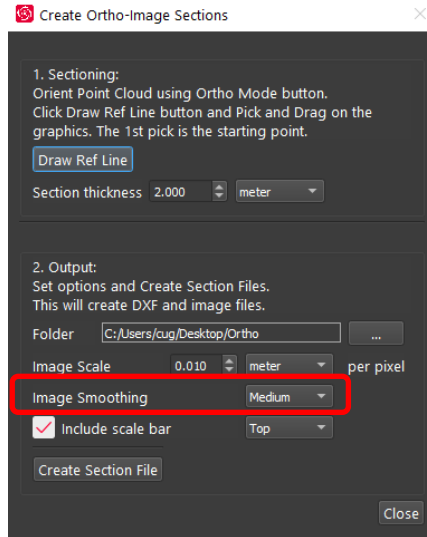 Create Ortho-Image Sections
1. Sectioning:
Orient Point Cloud using Ortho Mode button.
Click Draw Ref Line button and Pick and Drag on the
graphics. The 1st pick is the starting point.
Draw Ref Line
Section thickness 2.000 meter
2. Output:
Set options and Create Section Files.
This will create DXF and image files.
Folder C:/Users/cug/Desktop/Ortho ...
Image Scale 0.010 meter per pixel
Image Smoothing Medium
Include scale bar Top
Create Section File
Close